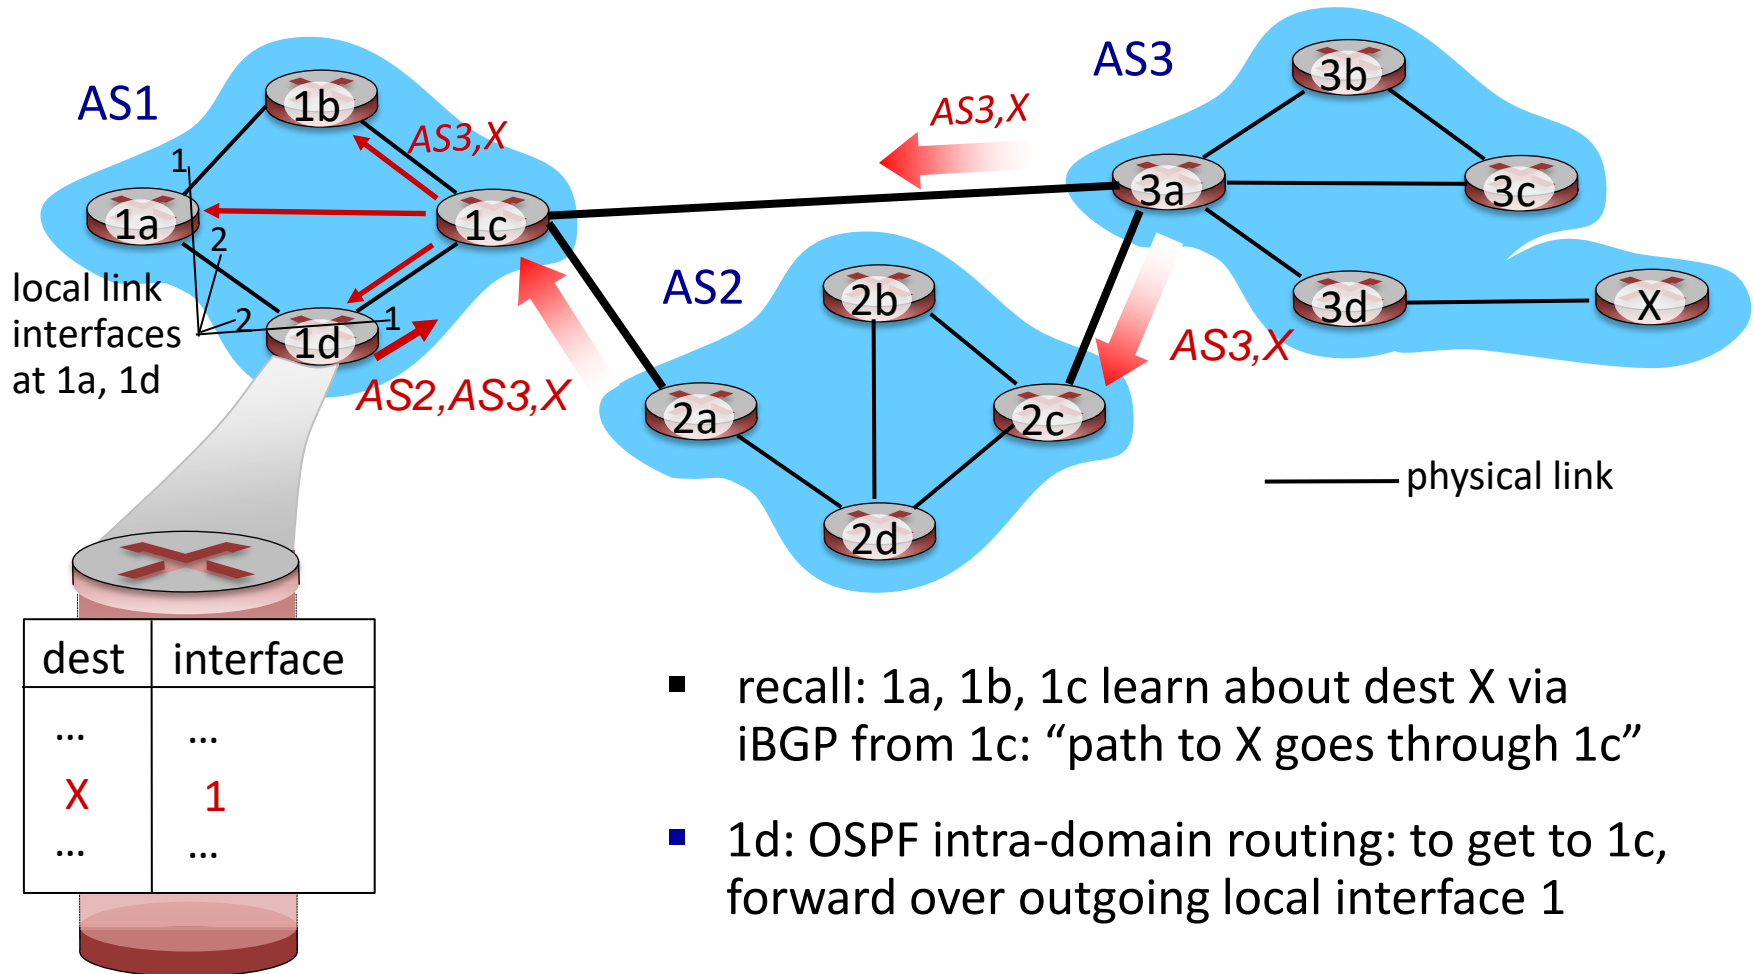 AS1
1b
AS3,X
1
1a
1c
2
local link
interfaces
at 1a, 1d
2
1
1d
AS2,AS3,X
AS3,X
AS3
3b
3a
3c
3d
X
AS3,X
AS2
2b
2a
2c
2d
physical link
dest interface
... ...
X 1
... ...
▪ recall: 1a, 1b, 1c learn about dest X via
iBGP from 1c: “path to X goes through 1c”
▪ 1d: OSPF intra-domain routing: to get to 1c,
forward over outgoing local interface 1